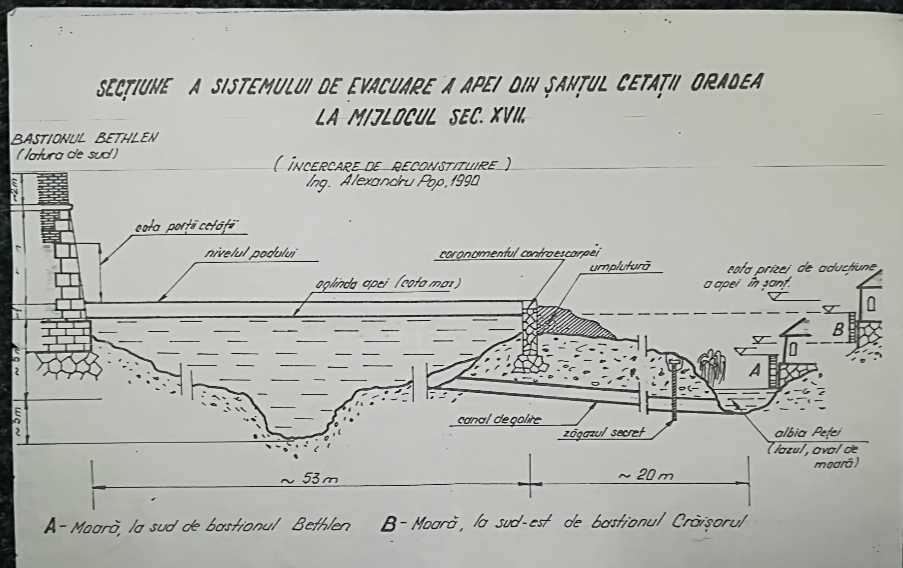 SECȚIUNE A SISTEMULUI DE EVACUARE A APEI DIN ȘANȚUL CETĂȚII ORADEA
LA MIJLOCUL SEC. XVII.
BASTIONUL BETHLEN
(latura de sud)
(ÎNCERCARE DE RECONSTITUIRE)
Ing. Alexandru Pop, 1990
~2m
cota porții cetății
nivelul podului
oglinda apei (cota max)
coronamentul contraescarpei
umplutură
cota prizei de aducțiune
a apei în șanț.
B
A
~5m
canal de golire
zăgazul secret
albia Peței
(Iazul, aval de
moară)
~ 53 m
~ 20 m
A - Moară, la sud de bastionul Bethlen B - Moară, la sud-est de bastionul Crăișorul